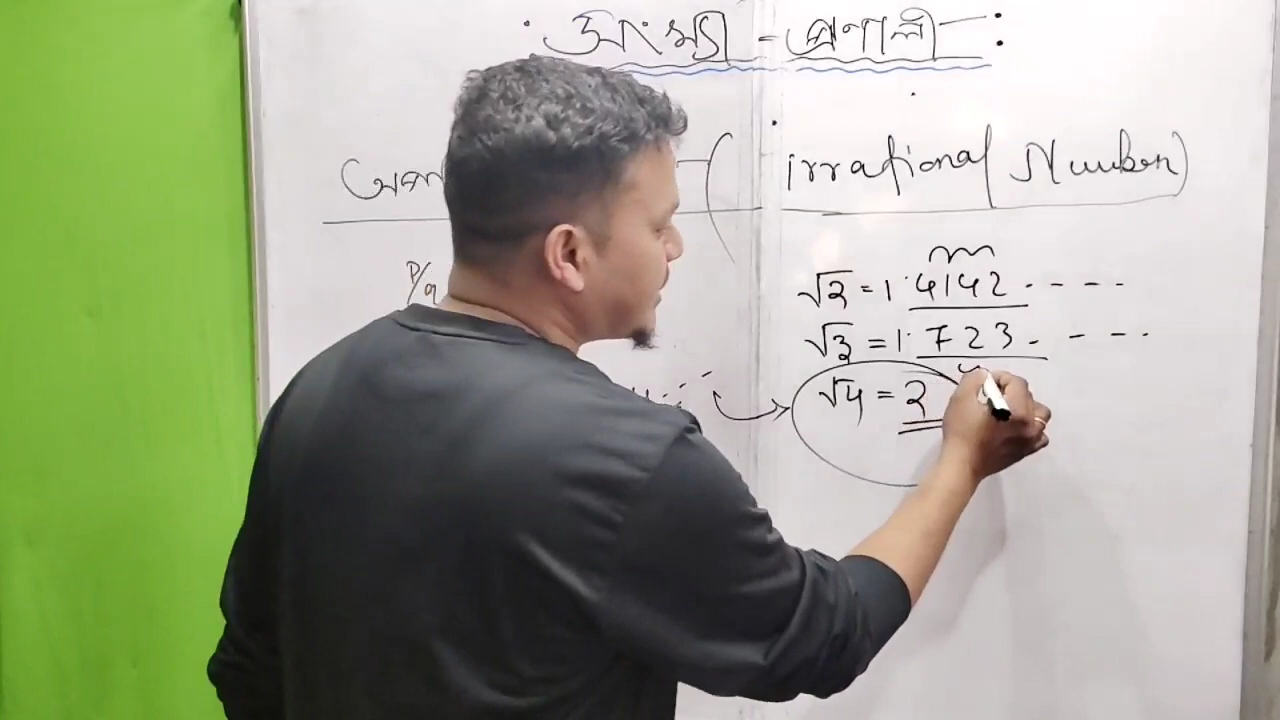 : সংখ্যা - প্রণালী — :
( irrational Number)
P/q
√2 = 1.4142 - - - -
√3 = 1.723. - - - -
√4 = 2